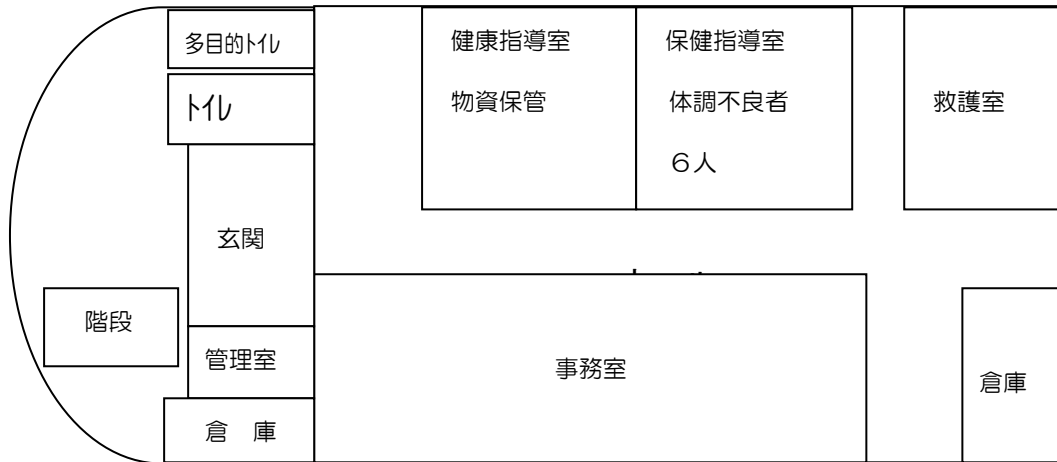 多目的ﾄｲﾚ
トイレ
玄関
階段
管理室
倉　庫
健康指導室
物資保管
保健指導室
体調不良者
６人
救護室
事務室
倉庫